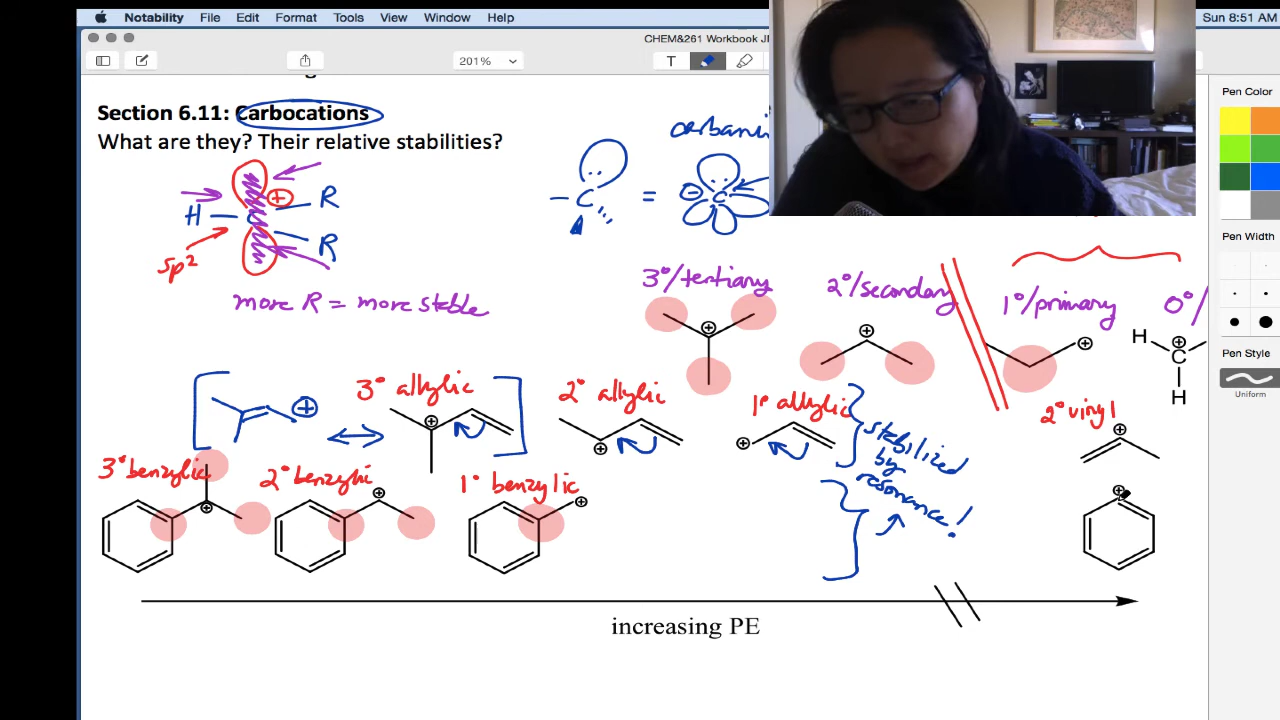 Notability File Edit Format Tools View Window Help
Sun 8:51 AM
201%
T
Pen Color
Pen Width
Pen Style
Uniform
Section 6.11: Carbocations
What are they? Their relative stabilities?
H
C
R
R
sp²
more R = more stable
C = C
3°/tertiary
2°/secondary
1°/primary
0°/
H
C
H
3° allylic
2° allylic
1° allylic
2° vinyl
stabilized
by
resonance!
3° benzylic
2° benzylic
1° benzylic
increasing PE